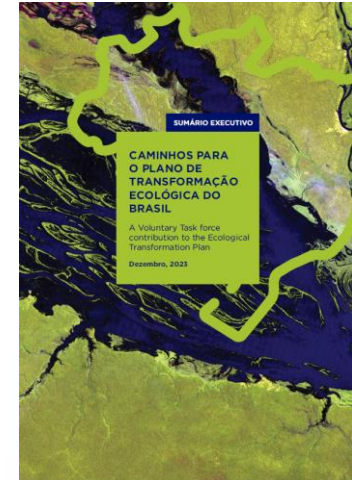 SUMÁRIO EXECUTIVO
CAMINHOS PARA
O PLANO DE
TRANSFORMAÇÃO
ECOLÓGICA DO
BRASIL
A Voluntary Task force
contribution to the Ecological
Transformation Plan
Dezembro, 2023